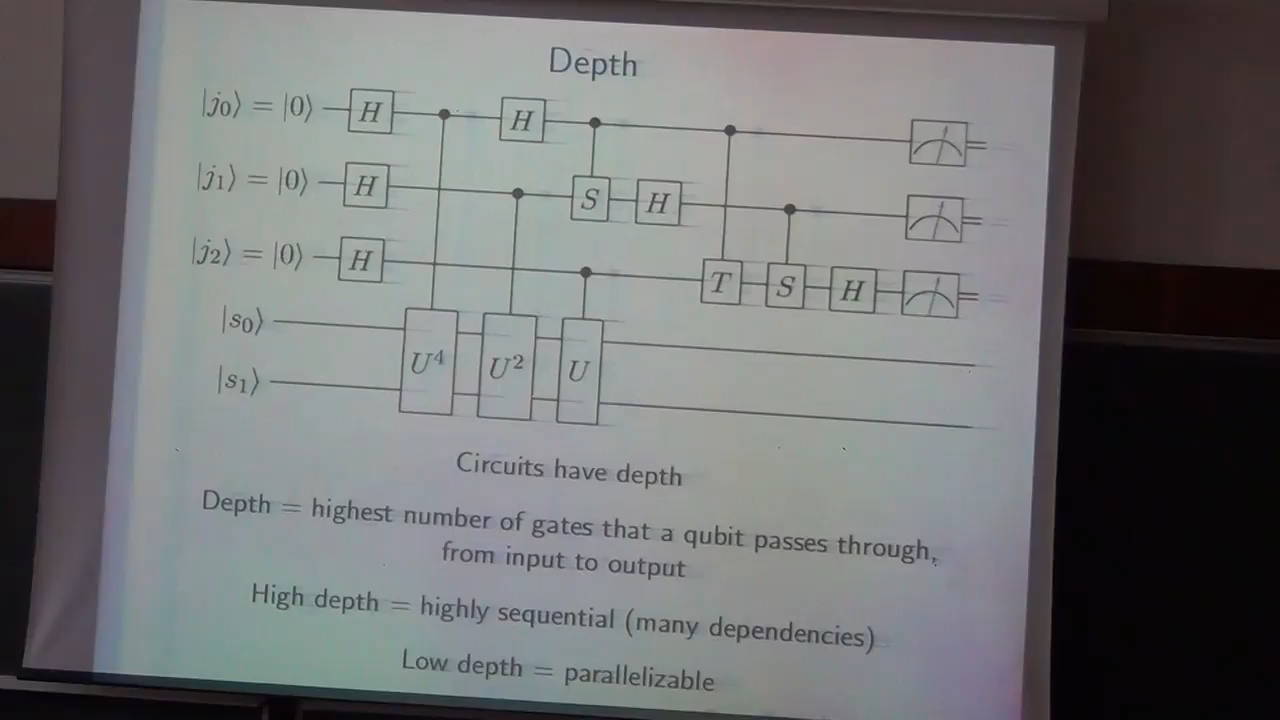 Depth
|j₀⟩ = |0⟩ H H
|j₁⟩ = |0⟩ H S H
|j₂⟩ = |0⟩ H T S H
|s₀⟩
|s₁⟩
U⁴ U² U
Circuits have depth
Depth = highest number of gates that a qubit passes through,
from input to output
High depth = highly sequential (many dependencies)
Low depth = parallelizable